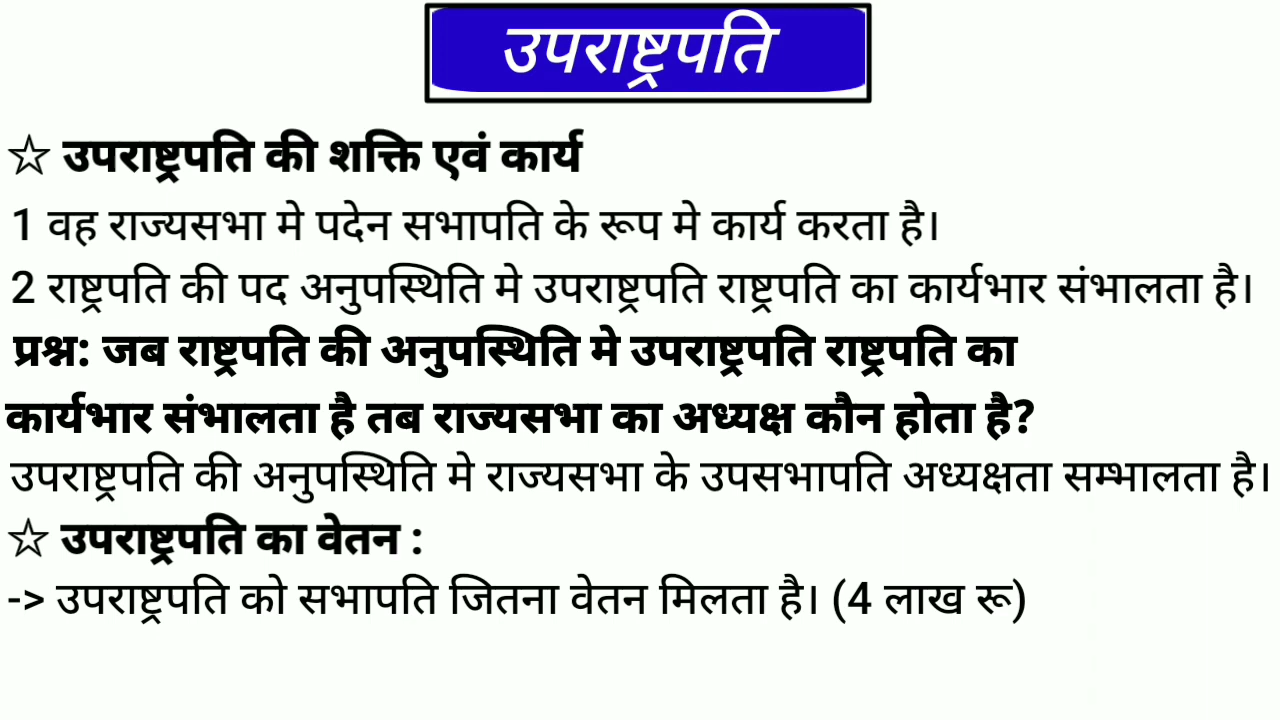 उपराष्ट्रपति
☆ उपराष्ट्रपति की शक्ति एवं कार्य
1 वह राज्यसभा मे पदेन सभापति के रूप मे कार्य करता है।
2 राष्ट्रपति की पद अनुपस्थिति मे उपराष्ट्रपति राष्ट्रपति का कार्यभार संभालता है।
प्रश्न: जब राष्ट्रपति की अनुपस्थिति मे उपराष्ट्रपति राष्ट्रपति का
कार्यभार संभालता है तब राज्यसभा का अध्यक्ष कौन होता है?
उपराष्ट्रपति की अनुपस्थिति मे राज्यसभा के उपसभापति अध्यक्षता सम्भालता है।
☆ उपराष्ट्रपति का वेतन :
-> उपराष्ट्रपति को सभापति जितना वेतन मिलता है। (4 लाख रू)